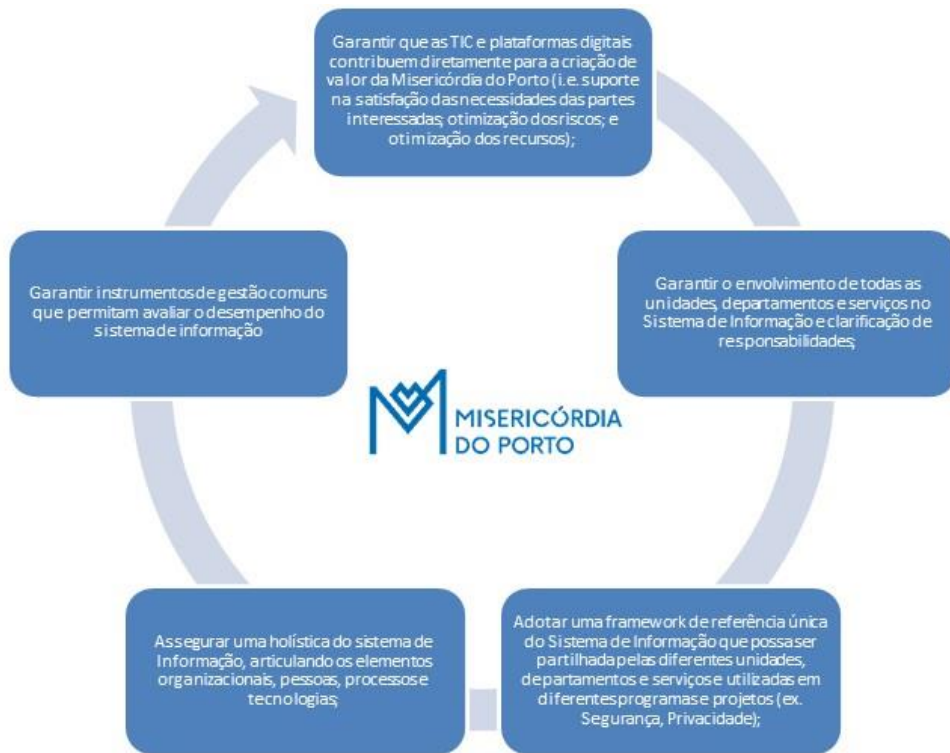 Garantir que as TIC e plataformas digitais
contribuem diretamente para a criação de
valor da Misericórdia do Porto (i.e. suporte
na satisfação das necessidades das partes
interessadas; otimização dos riscos; e
otimização dos recursos);
Garantir o envolvimento de todas as
unidades, departamentos e serviços no
Sistema de Informação e clarificação de
responsabilidades;
Adotar uma framework de referência única
do Sistema de Informação que possa ser
partilhada pelas diferentes unidades,
departamentos e serviços e utilizadas em
diferentes programas e projetos (ex.
Segurança, Privacidade);
Assegurar uma holística do sistema de
Informação, articulando os elementos
organizacionais, pessoas, processos e
tecnologias;
Garantir instrumentos de gestão comuns
que permitam avaliar o desempenho do
sistema de informação
MISERICÓRDIA
DO PORTO